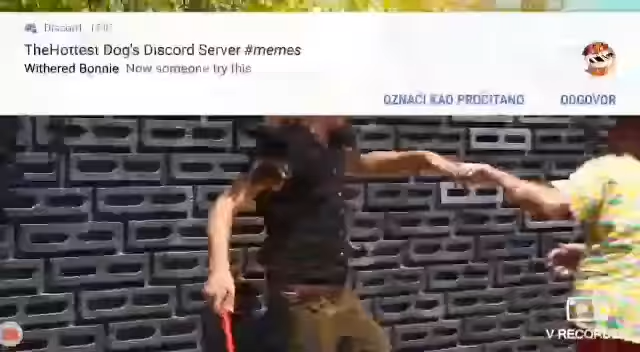 Discord
TheHottest Dog's Discord Server #memes
Withered Bonnie Now someone try this
OZNAČI KAO PROČITANO ODGOVOR
V RECORDER